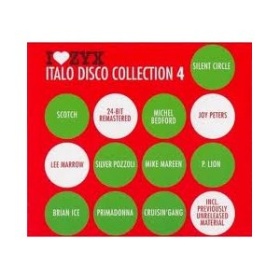 I ♥ ZYX
ITALO DISCO COLLECTION 4
SILENT CIRCLE
SCOTCH
24-BIT
REMASTERED
MICHEL
BEDFORD
JOY PETERS
LEE MARROW
SILVER POZZOLI
MIKE MAREEN
P. LION
BRIAN ICE
PRIMADONNA
CRUISIN' GANG
INCL.
PREVIOUSLY
UNRELEASED
MATERIAL